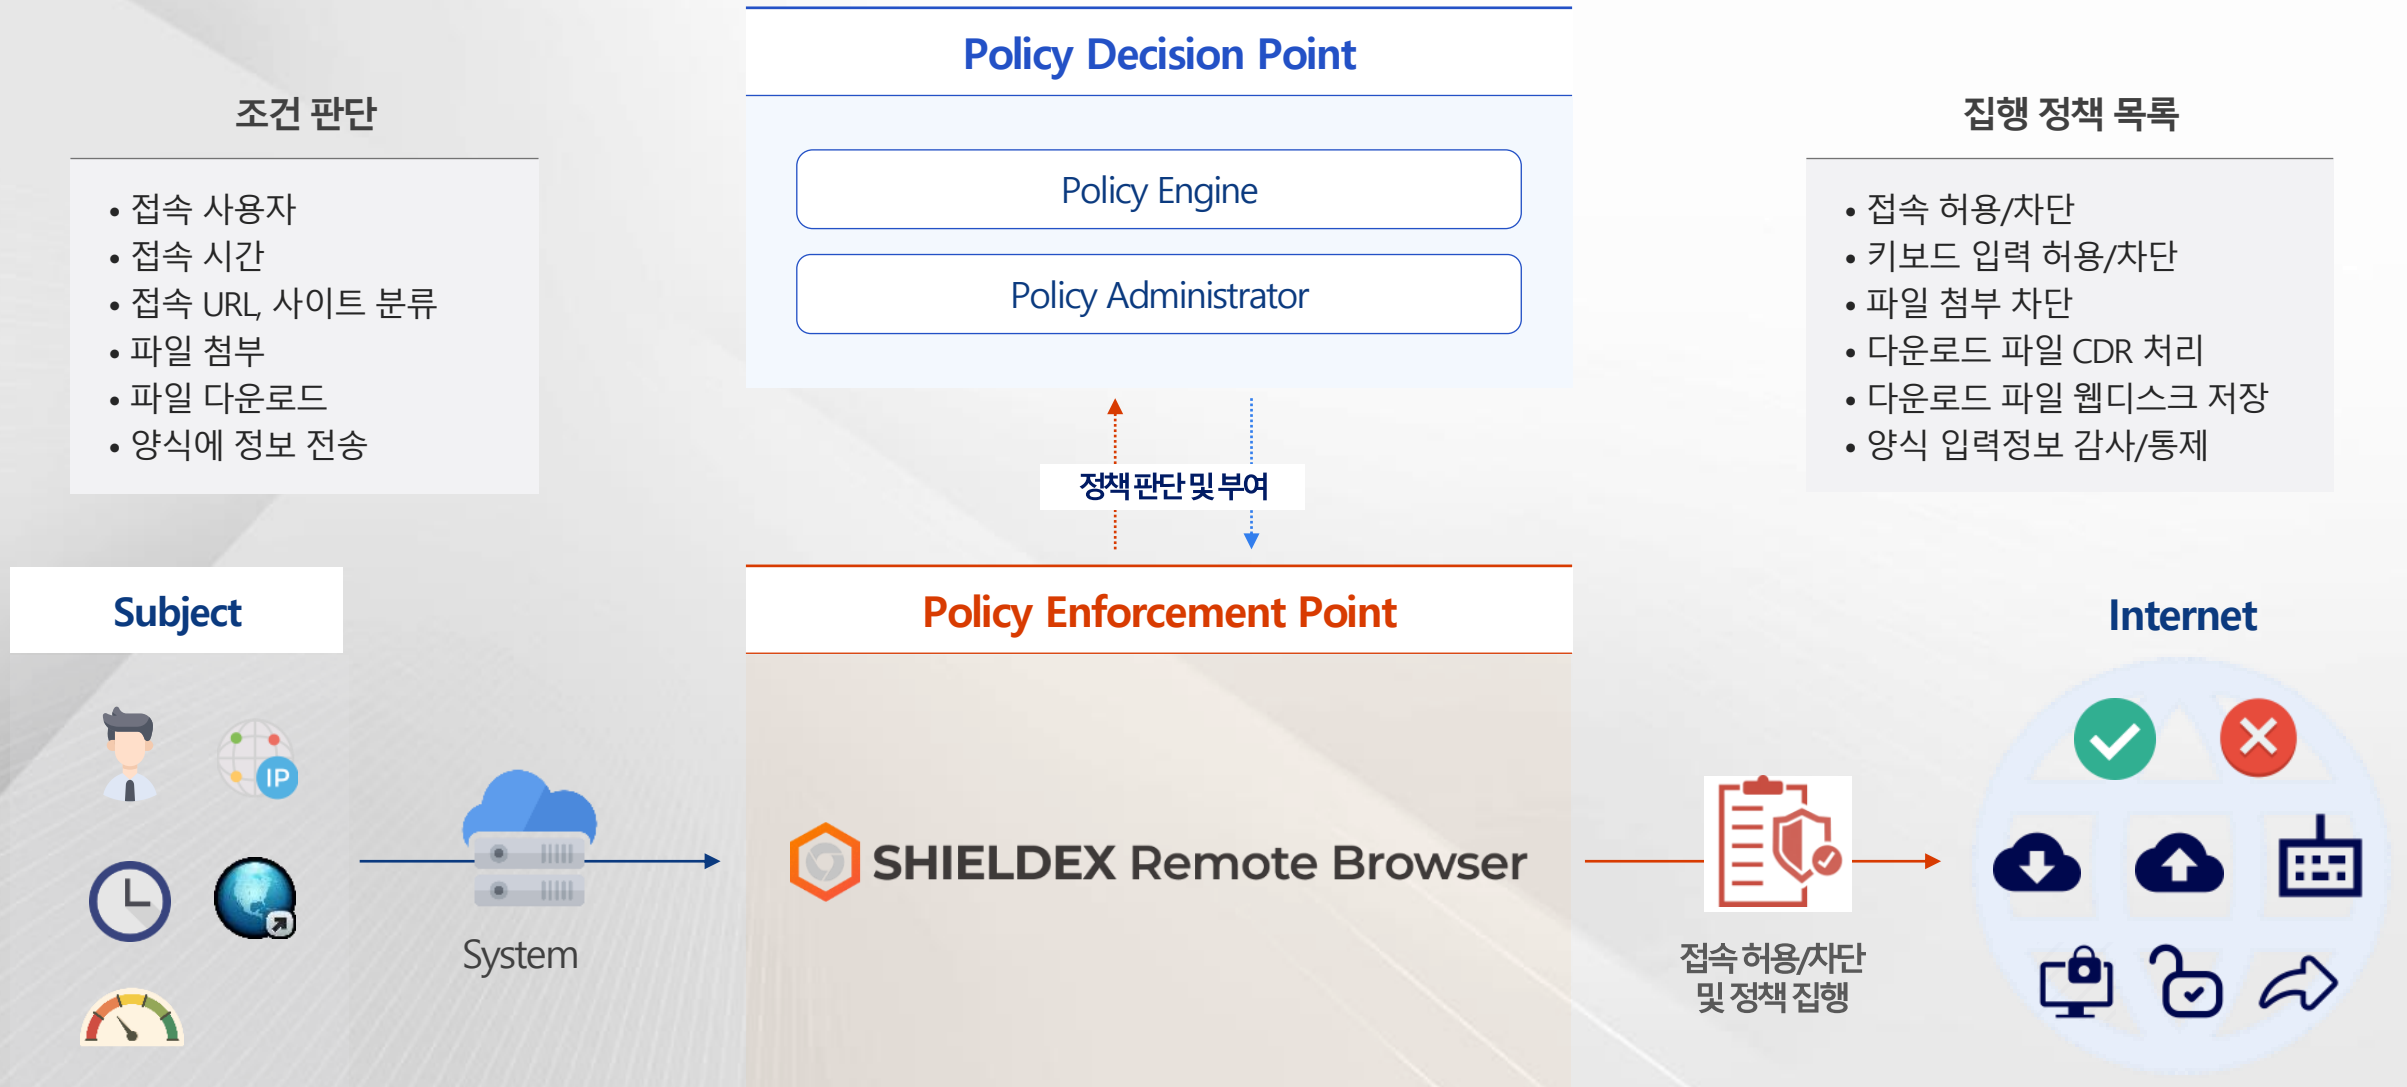 Policy Decision Point
조건 판단
집행 정책 목록
• 접속 사용자
• 접속 시간
• 접속 URL, 사이트 분류
• 파일 첨부
• 파일 다운로드
• 양식에 정보 전송
Policy Engine
Policy Administrator
• 접속 허용/차단
• 키보드 입력 허용/차단
• 파일 첨부 차단
• 다운로드 파일 CDR 처리
• 다운로드 파일 웹디스크 저장
• 양식 입력정보 감사/통제
정책 판단 및 부여
Subject
Policy Enforcement Point
Internet
IP
System
SHIELDEX Remote Browser
접속 허용/차단
및 정책 집행